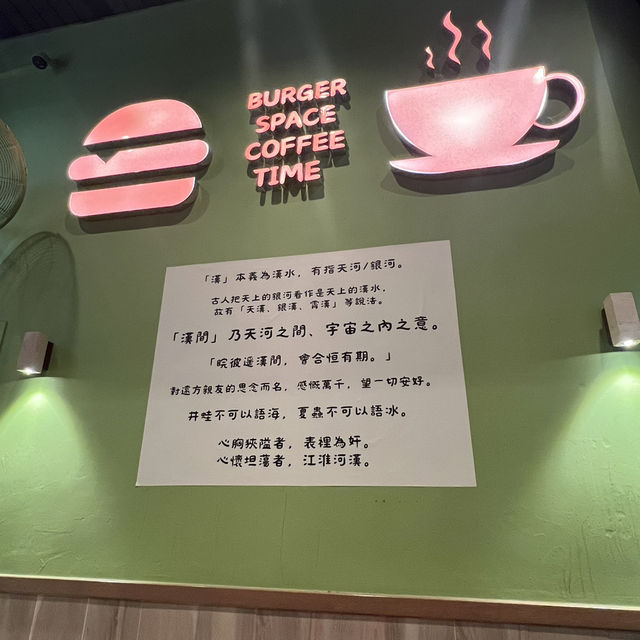 BURGER
SPACE
COFFEE
TIME
「漢」本義為漢水，有指天河/銀河。
古人把天上的銀河看作是天上的漢水，
故有「天漢、銀漢、霄漢」等說法。
「漢間」乃天河之間、宇宙之內之意。
「皖彼遥漢間，會合恒有期。」
對遠方親友的思念而名，感慨萬千，望一切安好。
井蛙不可以語海，夏蟲不可以語冰。
心胸狹隘者，表裡為奸。
心懷坦蕩者，江淮河漢。